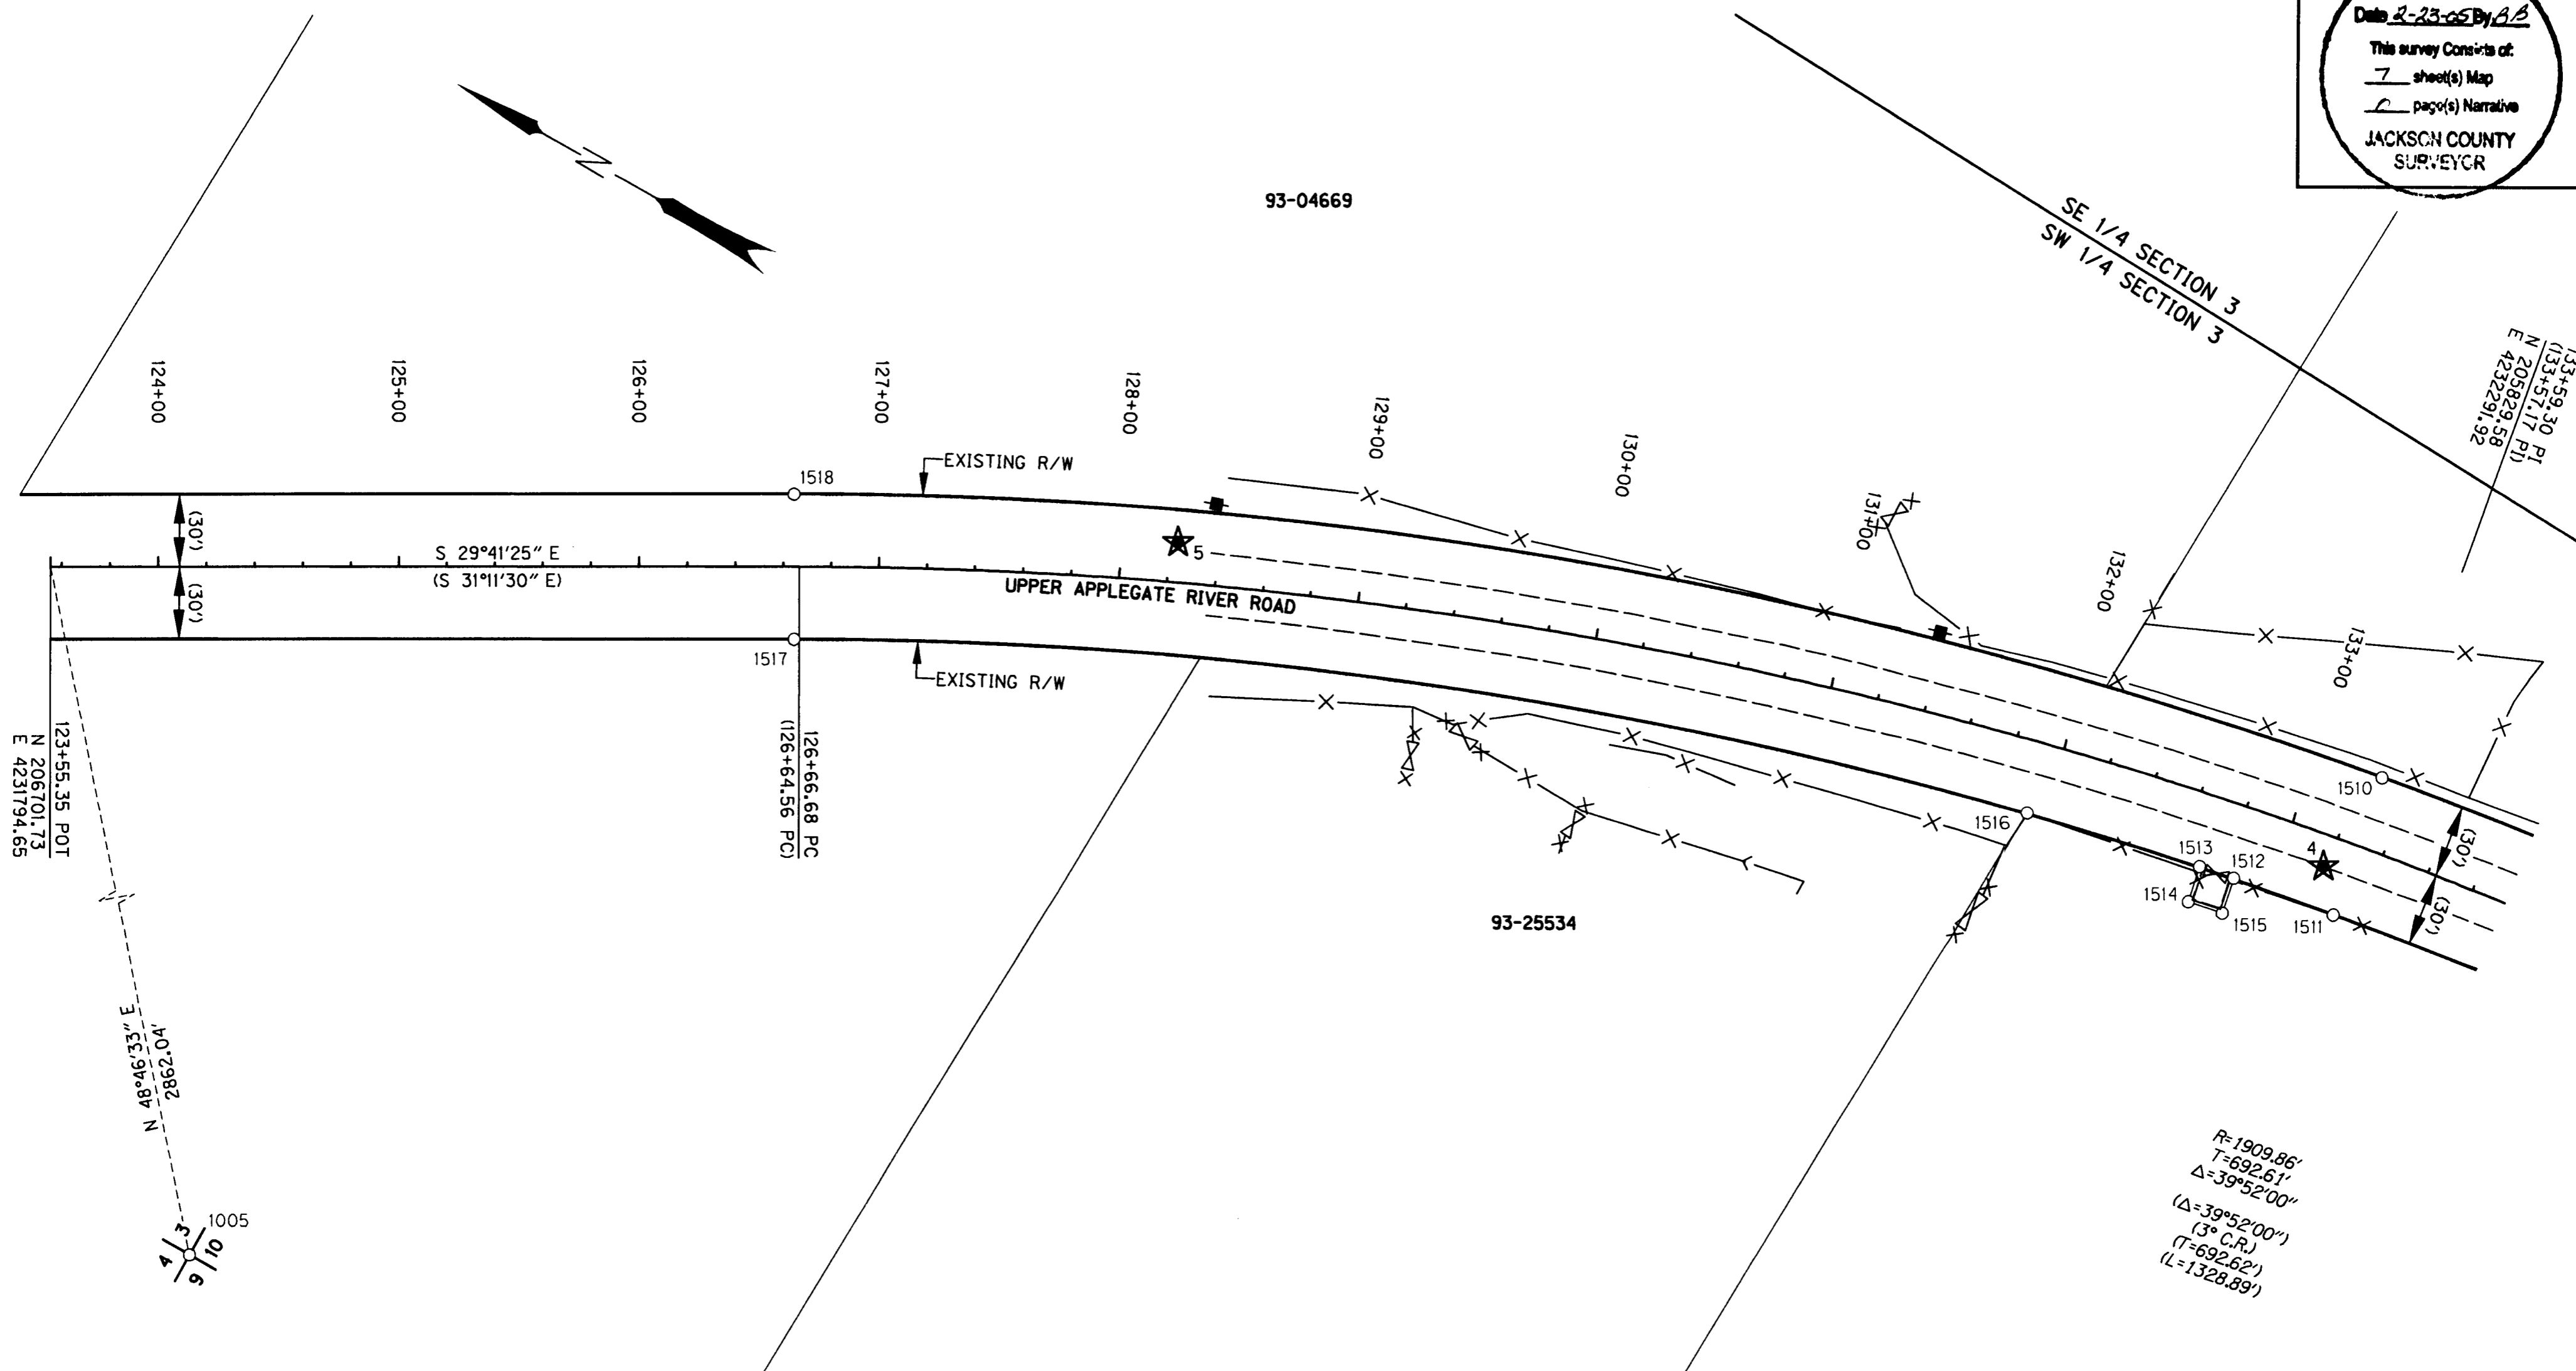 Date 2-23-05 By BB
This survey Consists of:
7 sheet(s) Map
page(s) Narrative
JACKSON COUNTY
SURVEYOR
N
93-04669
SE 1/4 SECTION 3
SW 1/4 SECTION 3
133+59.30 PI
(133+57.17 PI)
N 205829.58
E 4232291.92
124+00
125+00
126+00
127+00
128+00
129+00
130+00
131+00
132+00
133+00
EXISTING R/W
1518
(30')
(30')
S 29°41'25" E
(S 31°11'30" E)
5
UPPER APPLEGATE RIVER ROAD
1517
EXISTING R/W
1510
1516
1513
1512
4
1514
1515
1511
(30')
(30')
123+55.35 POT
N 206701.73
E 4231794.65
126+66.68 PC
(126+64.56 PC)
93-25534
N 48°46'33" E
2862.04'
1005
3
4
10
9
R=1909.86'
T=692.61'
Δ=39°52'00"
(Δ=39°52'00")
(3° C.R.)
(T=692.62')
(L=1328.89')